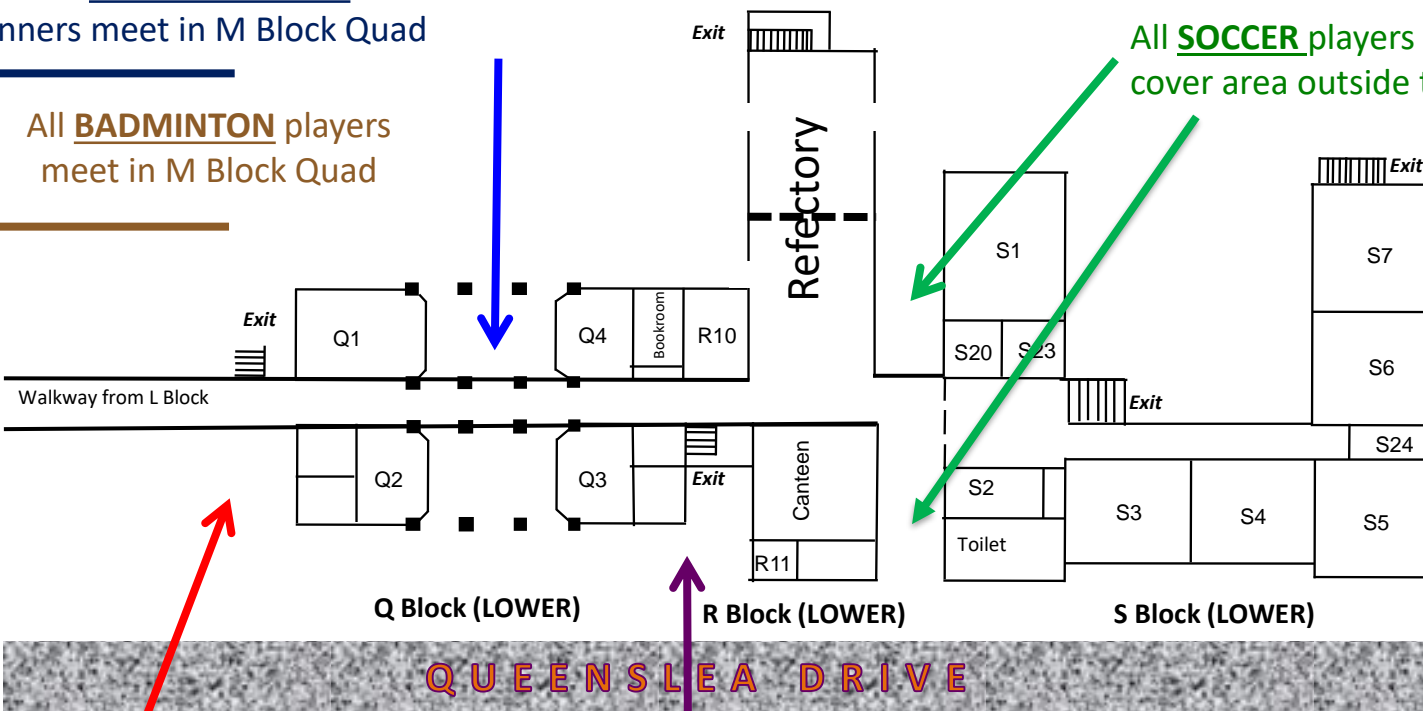 nners meet in M Block Quad
All BADMINTON players
meet in M Block Quad
All SOCCER players
cover area outside
Exit
Refectory
Exit
S1
S7
Exit
Q1
Q4
Bookroom
R10
S20
S23
S6
Walkway from L Block
Exit
S24
Q2
Q3
Exit
Canteen
S2
S3
S4
S5
Toilet
R11
Q Block (LOWER)
R Block (LOWER)
S Block (LOWER)
QUEENSLEA DRIVE